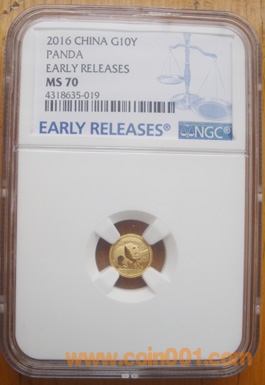 2016 CHINA G10Y
PANDA
EARLY RELEASES
MS 70
4318635-019
EARLY RELEASES®
NGC®
www.coin001.com